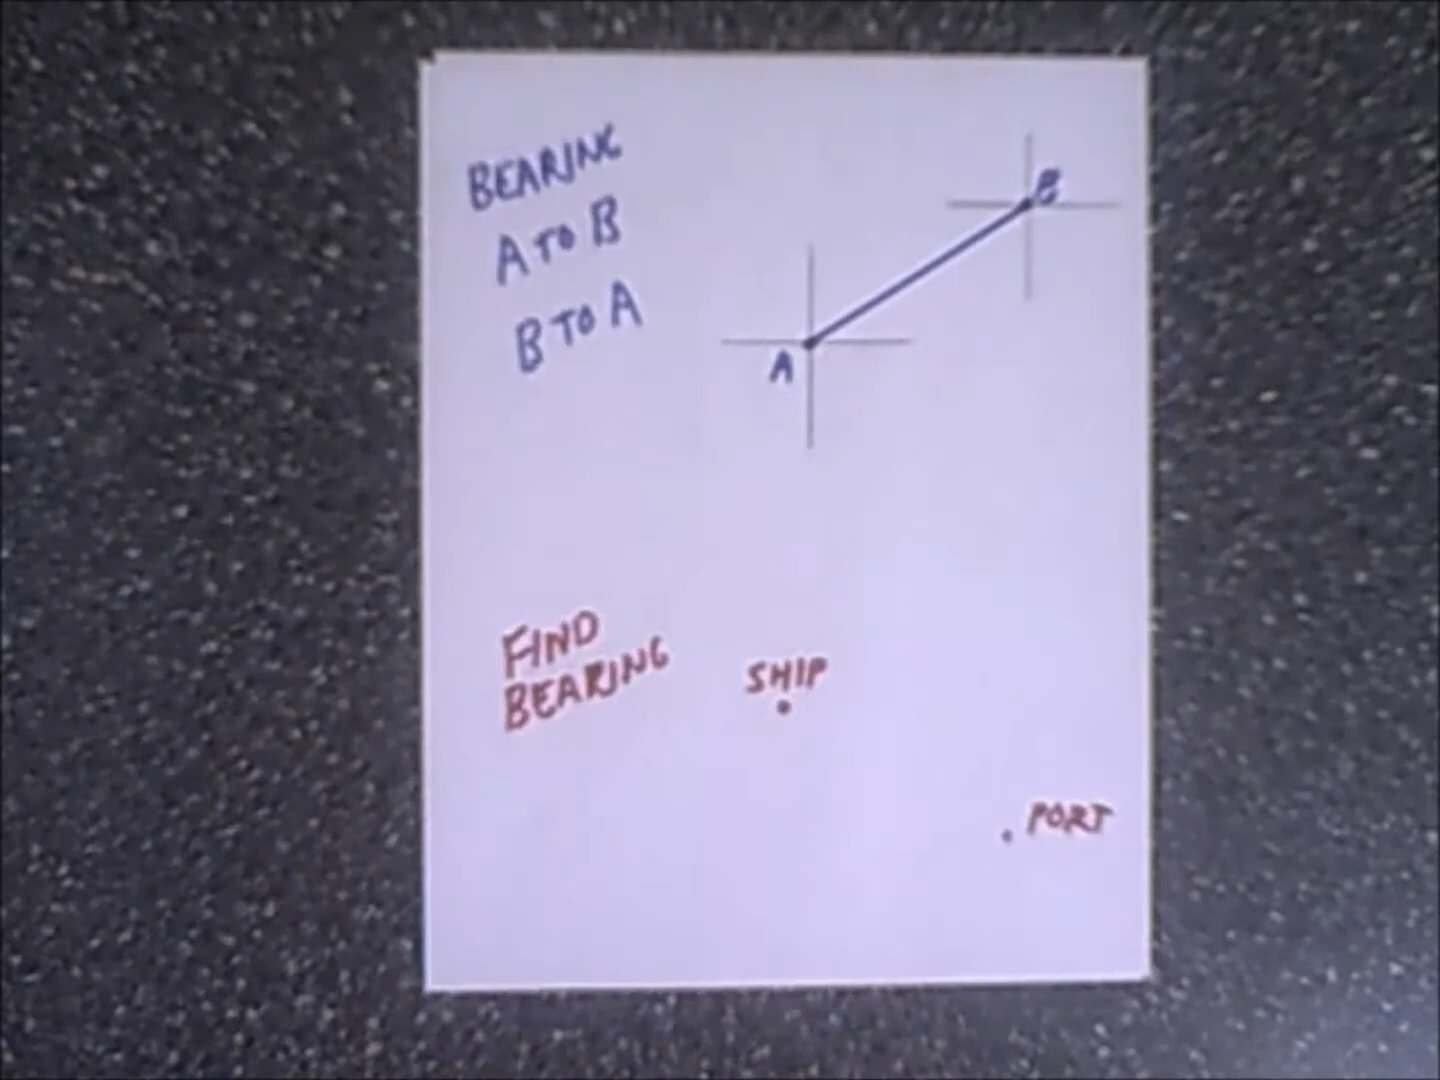 BEARING
A TO B
B TO A
B
A
FIND
BEARING
SHIP
PORT